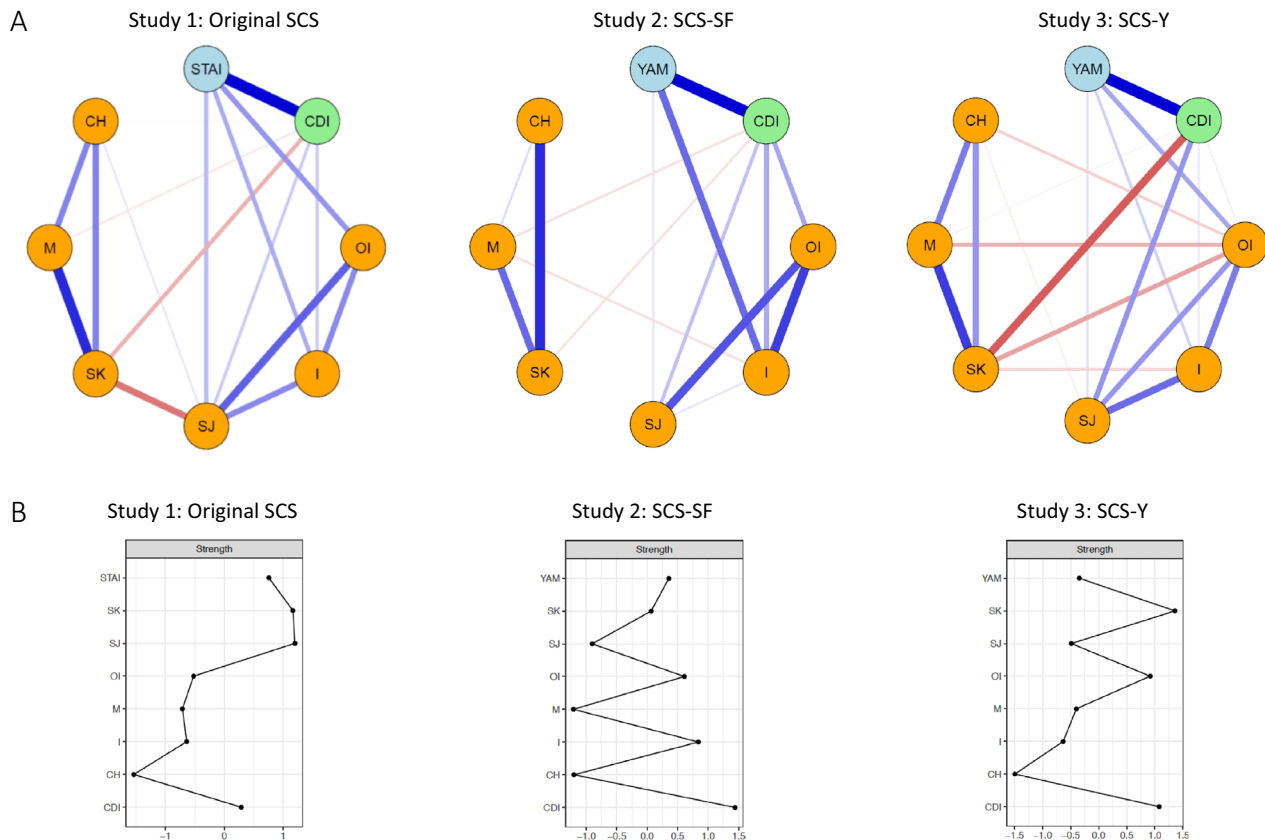 A
Study 1: Original SCS
Study 2: SCS-SF
Study 3: SCS-Y
STAI
CDI
CH
M
OI
SK
I
SJ
YAM
CDI
CH
M
OI
SK
I
SJ
YAM
CDI
CH
M
OI
SK
I
SJ
B
Study 1: Original SCS
Study 2: SCS-SF
Study 3: SCS-Y
Strength
STAI
SK
SJ
OI
M
I
CH
CDI
-1 0 1
Strength
YAM
SK
SJ
OI
M
I
CH
CDI
-1.0 -0.5 0.0 0.5 1.0 1.5
Strength
YAM
SK
SJ
OI
M
I
CH
CDI
-1.5 -1.0 -0.5 0.0 0.5 1.0 1.5